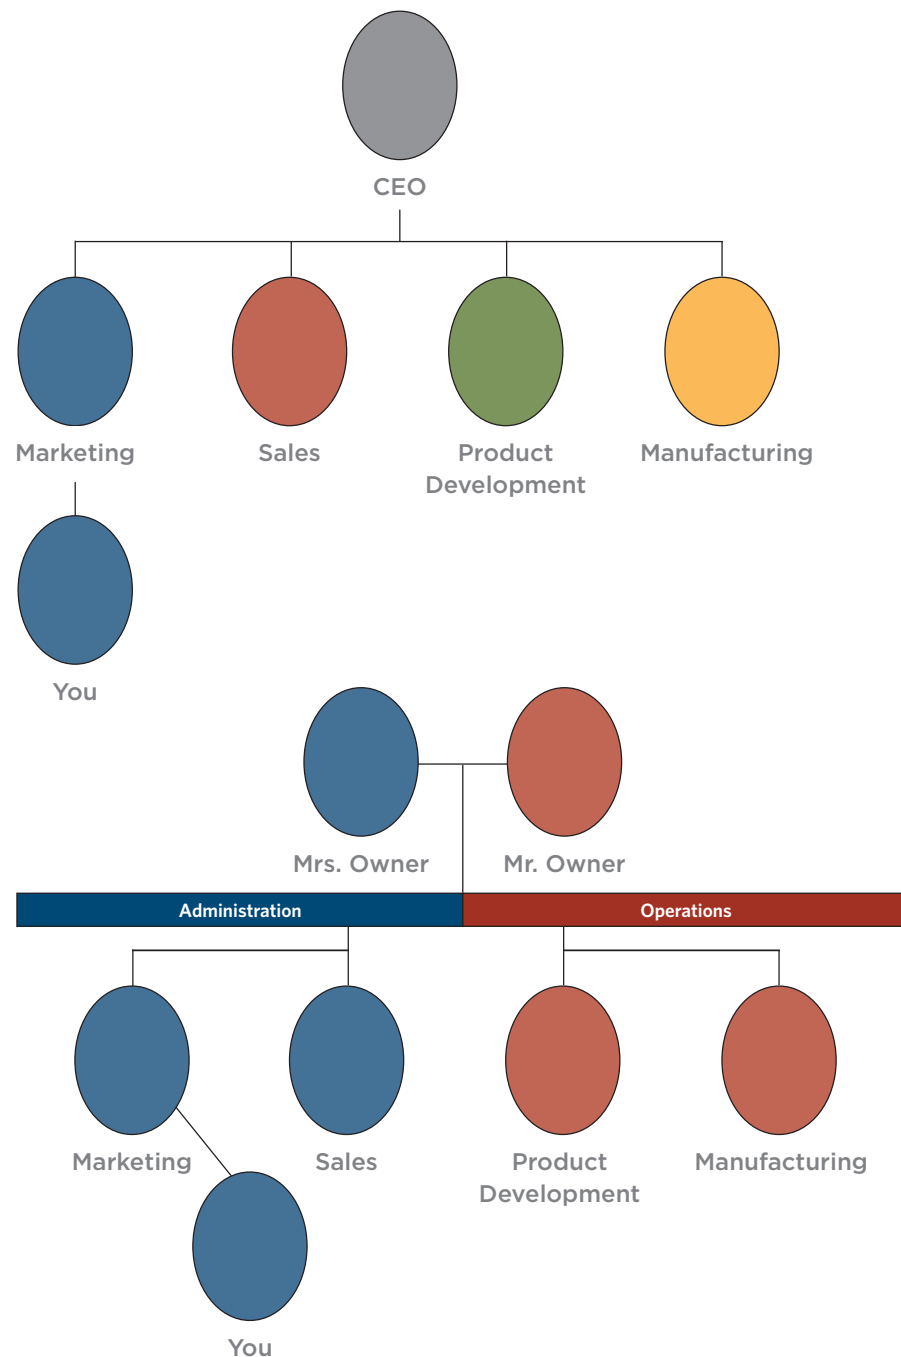 CEO
Marketing
Sales
Product
Development
Manufacturing
You
Mrs. Owner
Mr. Owner
Administration
Operations
Marketing
Sales
Product
Development
Manufacturing
You